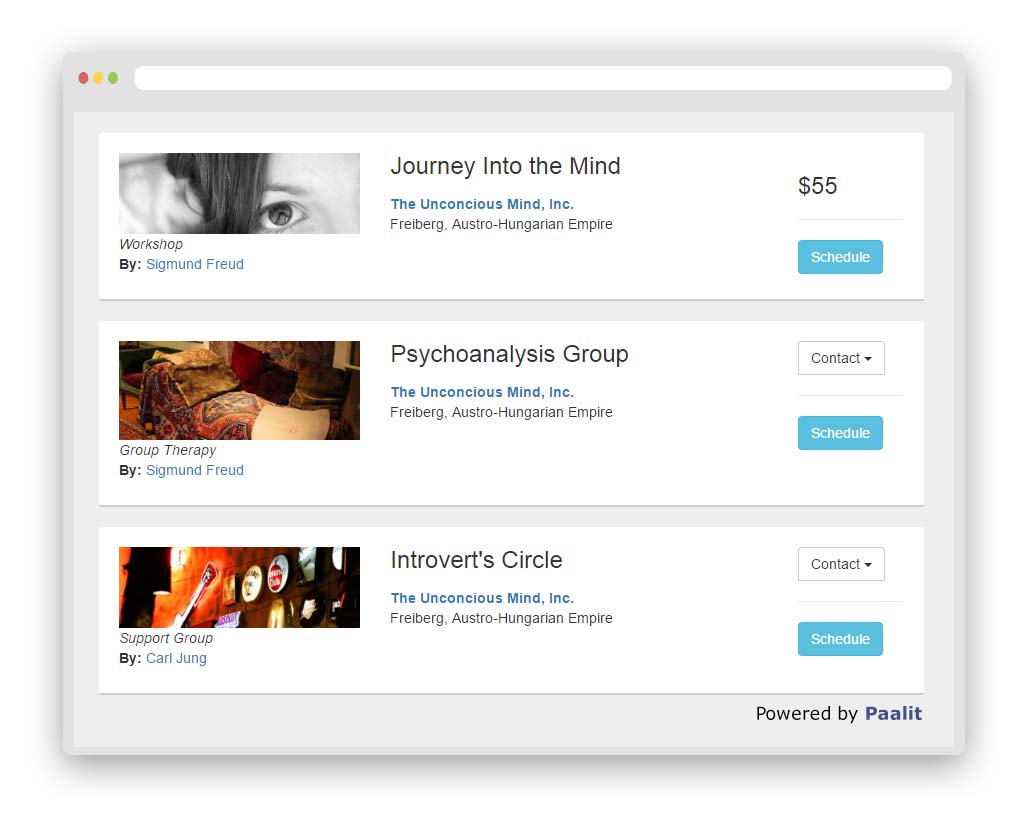 Journey Into the Mind
The Unconcious Mind, Inc.
Freiberg, Austro-Hungarian Empire
$55
Schedule
Workshop
By: Sigmund Freud
Psychoanalysis Group
The Unconcious Mind, Inc.
Freiberg, Austro-Hungarian Empire
Contact
Schedule
Group Therapy
By: Sigmund Freud
Introvert's Circle
The Unconcious Mind, Inc.
Freiberg, Austro-Hungarian Empire
Contact
Schedule
Support Group
By: Carl Jung
Powered by Paalit